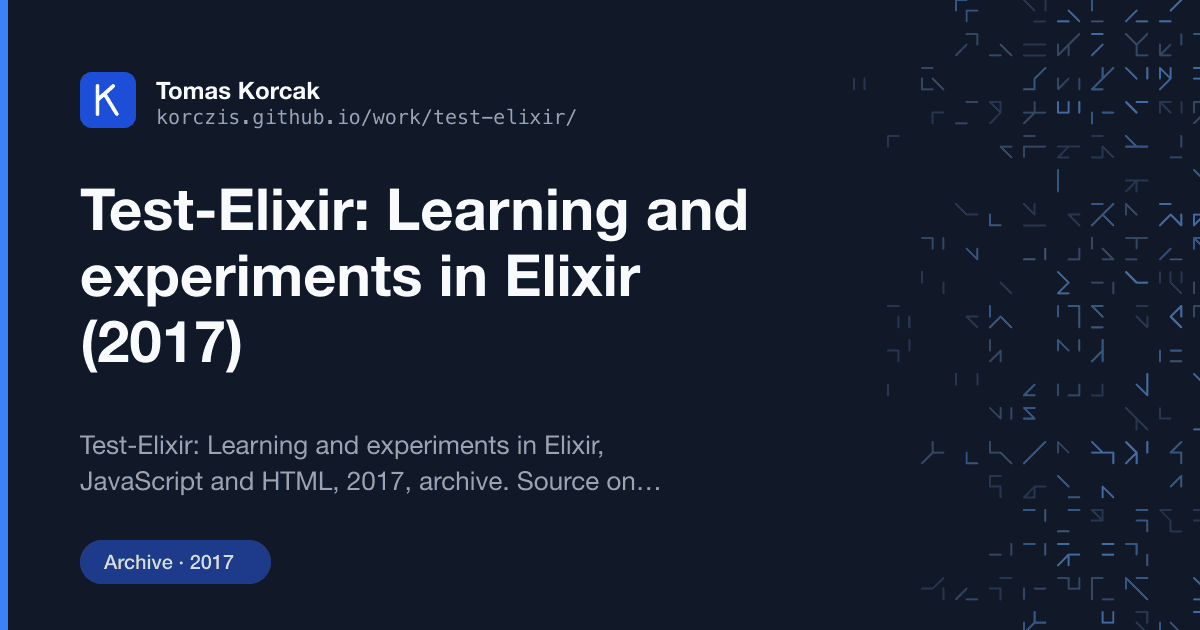 K
Tomas Korcak
korczis.github.io/work/test-elixir/
Test-Elixir: Learning and
experiments in Elixir
(2017)
Test-Elixir: Learning and experiments in Elixir,
JavaScript and HTML, 2017, archive. Source on…
Archive · 2017